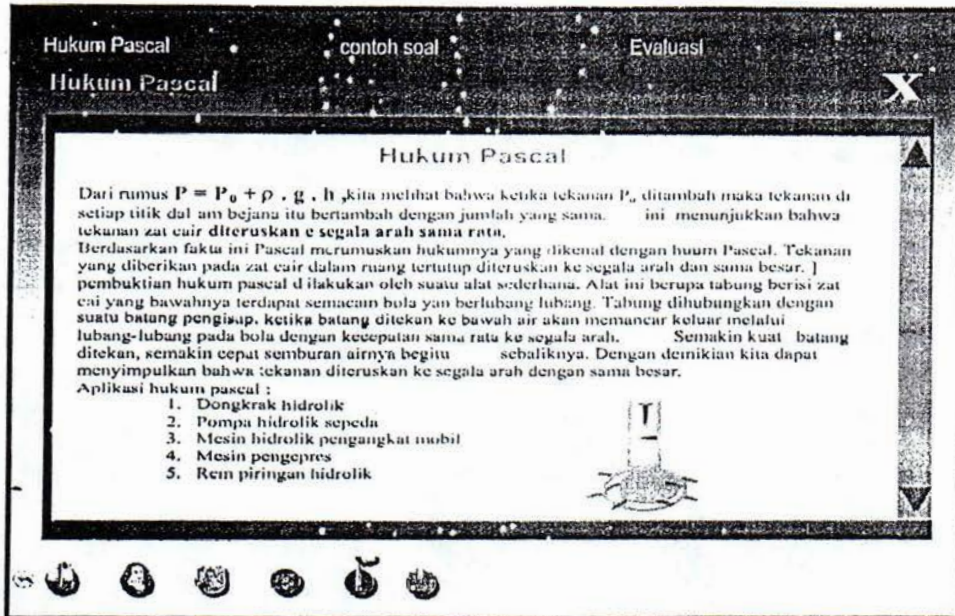 Hukum Pascal contoh soal Evaluasi
Hukum Pascal X
Hukum Pascal
Dari rumus P = P₀ + ρ . g . h ,kita melihat bahwa ketika tekanan P₀ ditambah maka tekanan di
setiap titik dal am bejana itu bertambah dengan jumlah yang sama. ini menunjukkan bahwa
tekanan zat cair diteruskan e segala arah sama rata.
Berdasarkan fakta ini Pascal merumuskan hukumnya yang dikenal dengan huum Pascal. Tekanan
yang diberikan pada zat cair dalam ruang tertutup diteruskan ke segala arah dan sama besar. ]
pembuktian hukum pascal d ilakukan oleh suatu alat sederhana. Alat ini berupa tabung berisi zat
cai yang bawahnya terdapat semacam bola yan berlubang lubang. Tabung dihubungkan dengan
suatu batang pengisap. ketika batang ditekan ke bawah air akan memancar keluar melalui
lubang-lubang pada bola dengan kecepatan sama rata ke segala arah. Semakin kuat batang
ditekan, semakin cepat semburan airnya begitu sebaliknya. Dengan demikian kita dapat
menyimpulkan bahwa tekanan diteruskan ke segala arah dengan sama besar.
Aplikasi hukum pascal :
1. Dongkrak hidrolik
2. Pompa hidrolik sepeda
3. Mesin hidrolik pengangkat mobil
4. Mesin pengepres
5. Rem piringan hidrolik